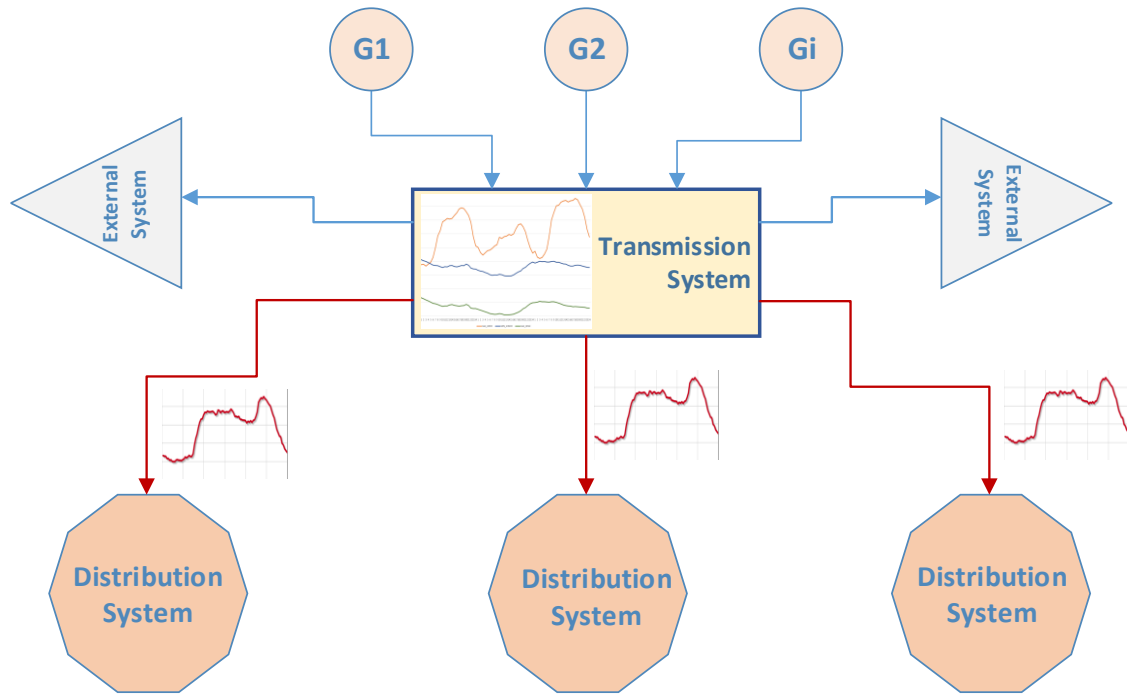 G1
G2
Gi
External
System
External
System
Transmission
System
Distribution
System
Distribution
System
Distribution
System